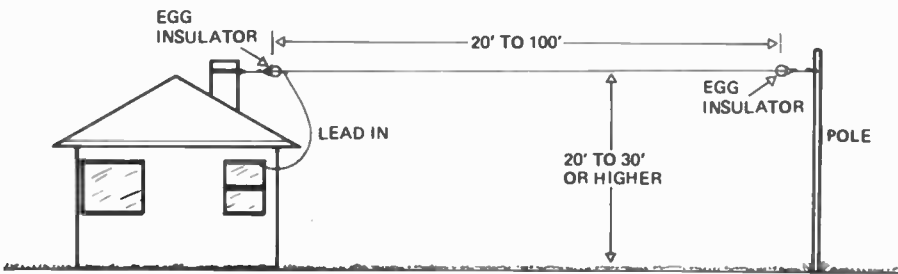 EGG
INSULATOR
20' TO 100'
EGG
INSULATOR
LEAD IN
POLE
20' TO 30'
OR HIGHER